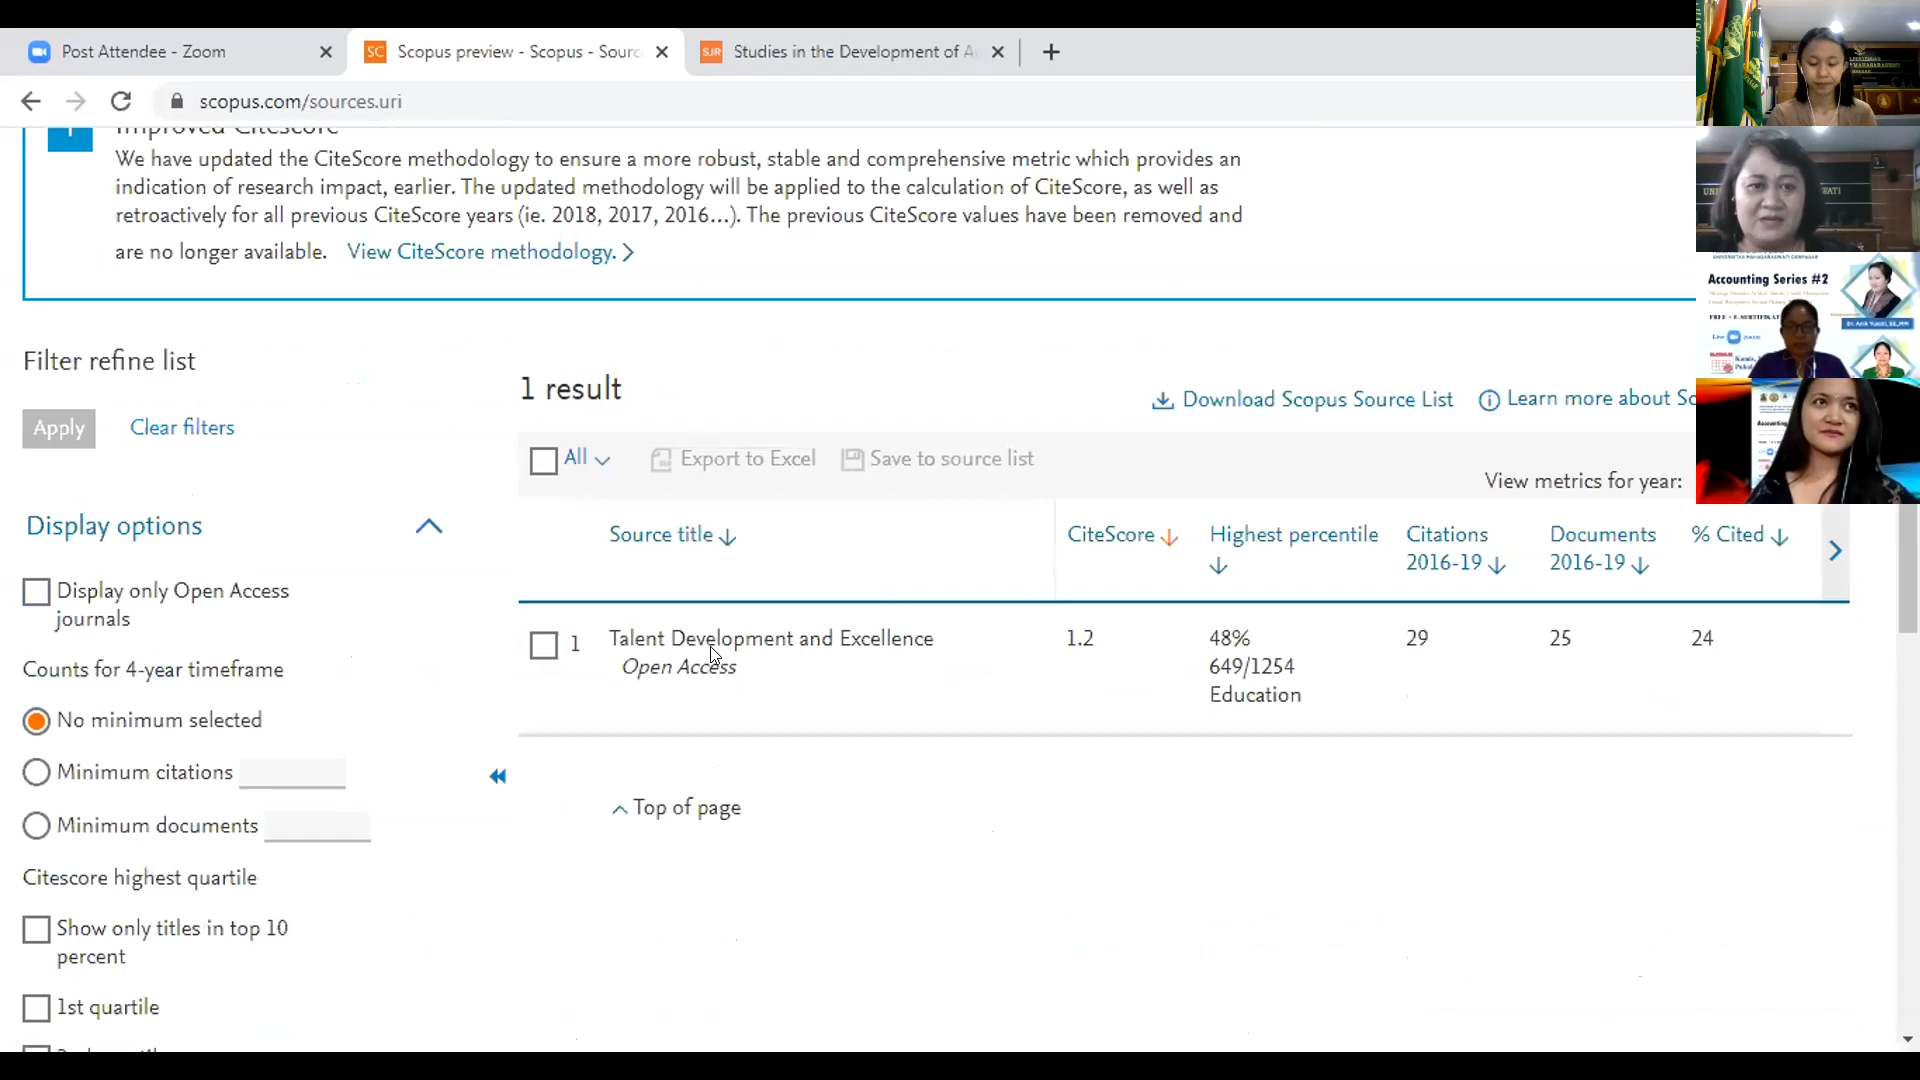 Post Attendee - Zoom
SC Scopus preview - Scopus - Sourc
SJR Studies in the Development of A
scopus.com/sources.uri
Improved Citescore
We have updated the CiteScore methodology to ensure a more robust, stable and comprehensive metric which provides an
indication of research impact, earlier. The updated methodology will be applied to the calculation of CiteScore, as well as
retroactively for all previous CiteScore years (ie. 2018, 2017, 2016...). The previous CiteScore values have been removed and
are no longer available. View CiteScore methodology. >
Filter refine list
Apply Clear filters
Display options
Display only Open Access
journals
Counts for 4-year timeframe
No minimum selected
Minimum citations
Minimum documents
Citescore highest quartile
Show only titles in top 10
percent
1st quartile
1 result
Download Scopus Source List Learn more about Sc
All Export to Excel Save to source list
View metrics for year:
Source title CiteScore Highest percentile Citations 2016-19 Documents 2016-19 % Cited
1 Talent Development and Excellence 1.2 48% 29 25 24
Open Access 649/1254
Education
Top of page
Accounting Series #2